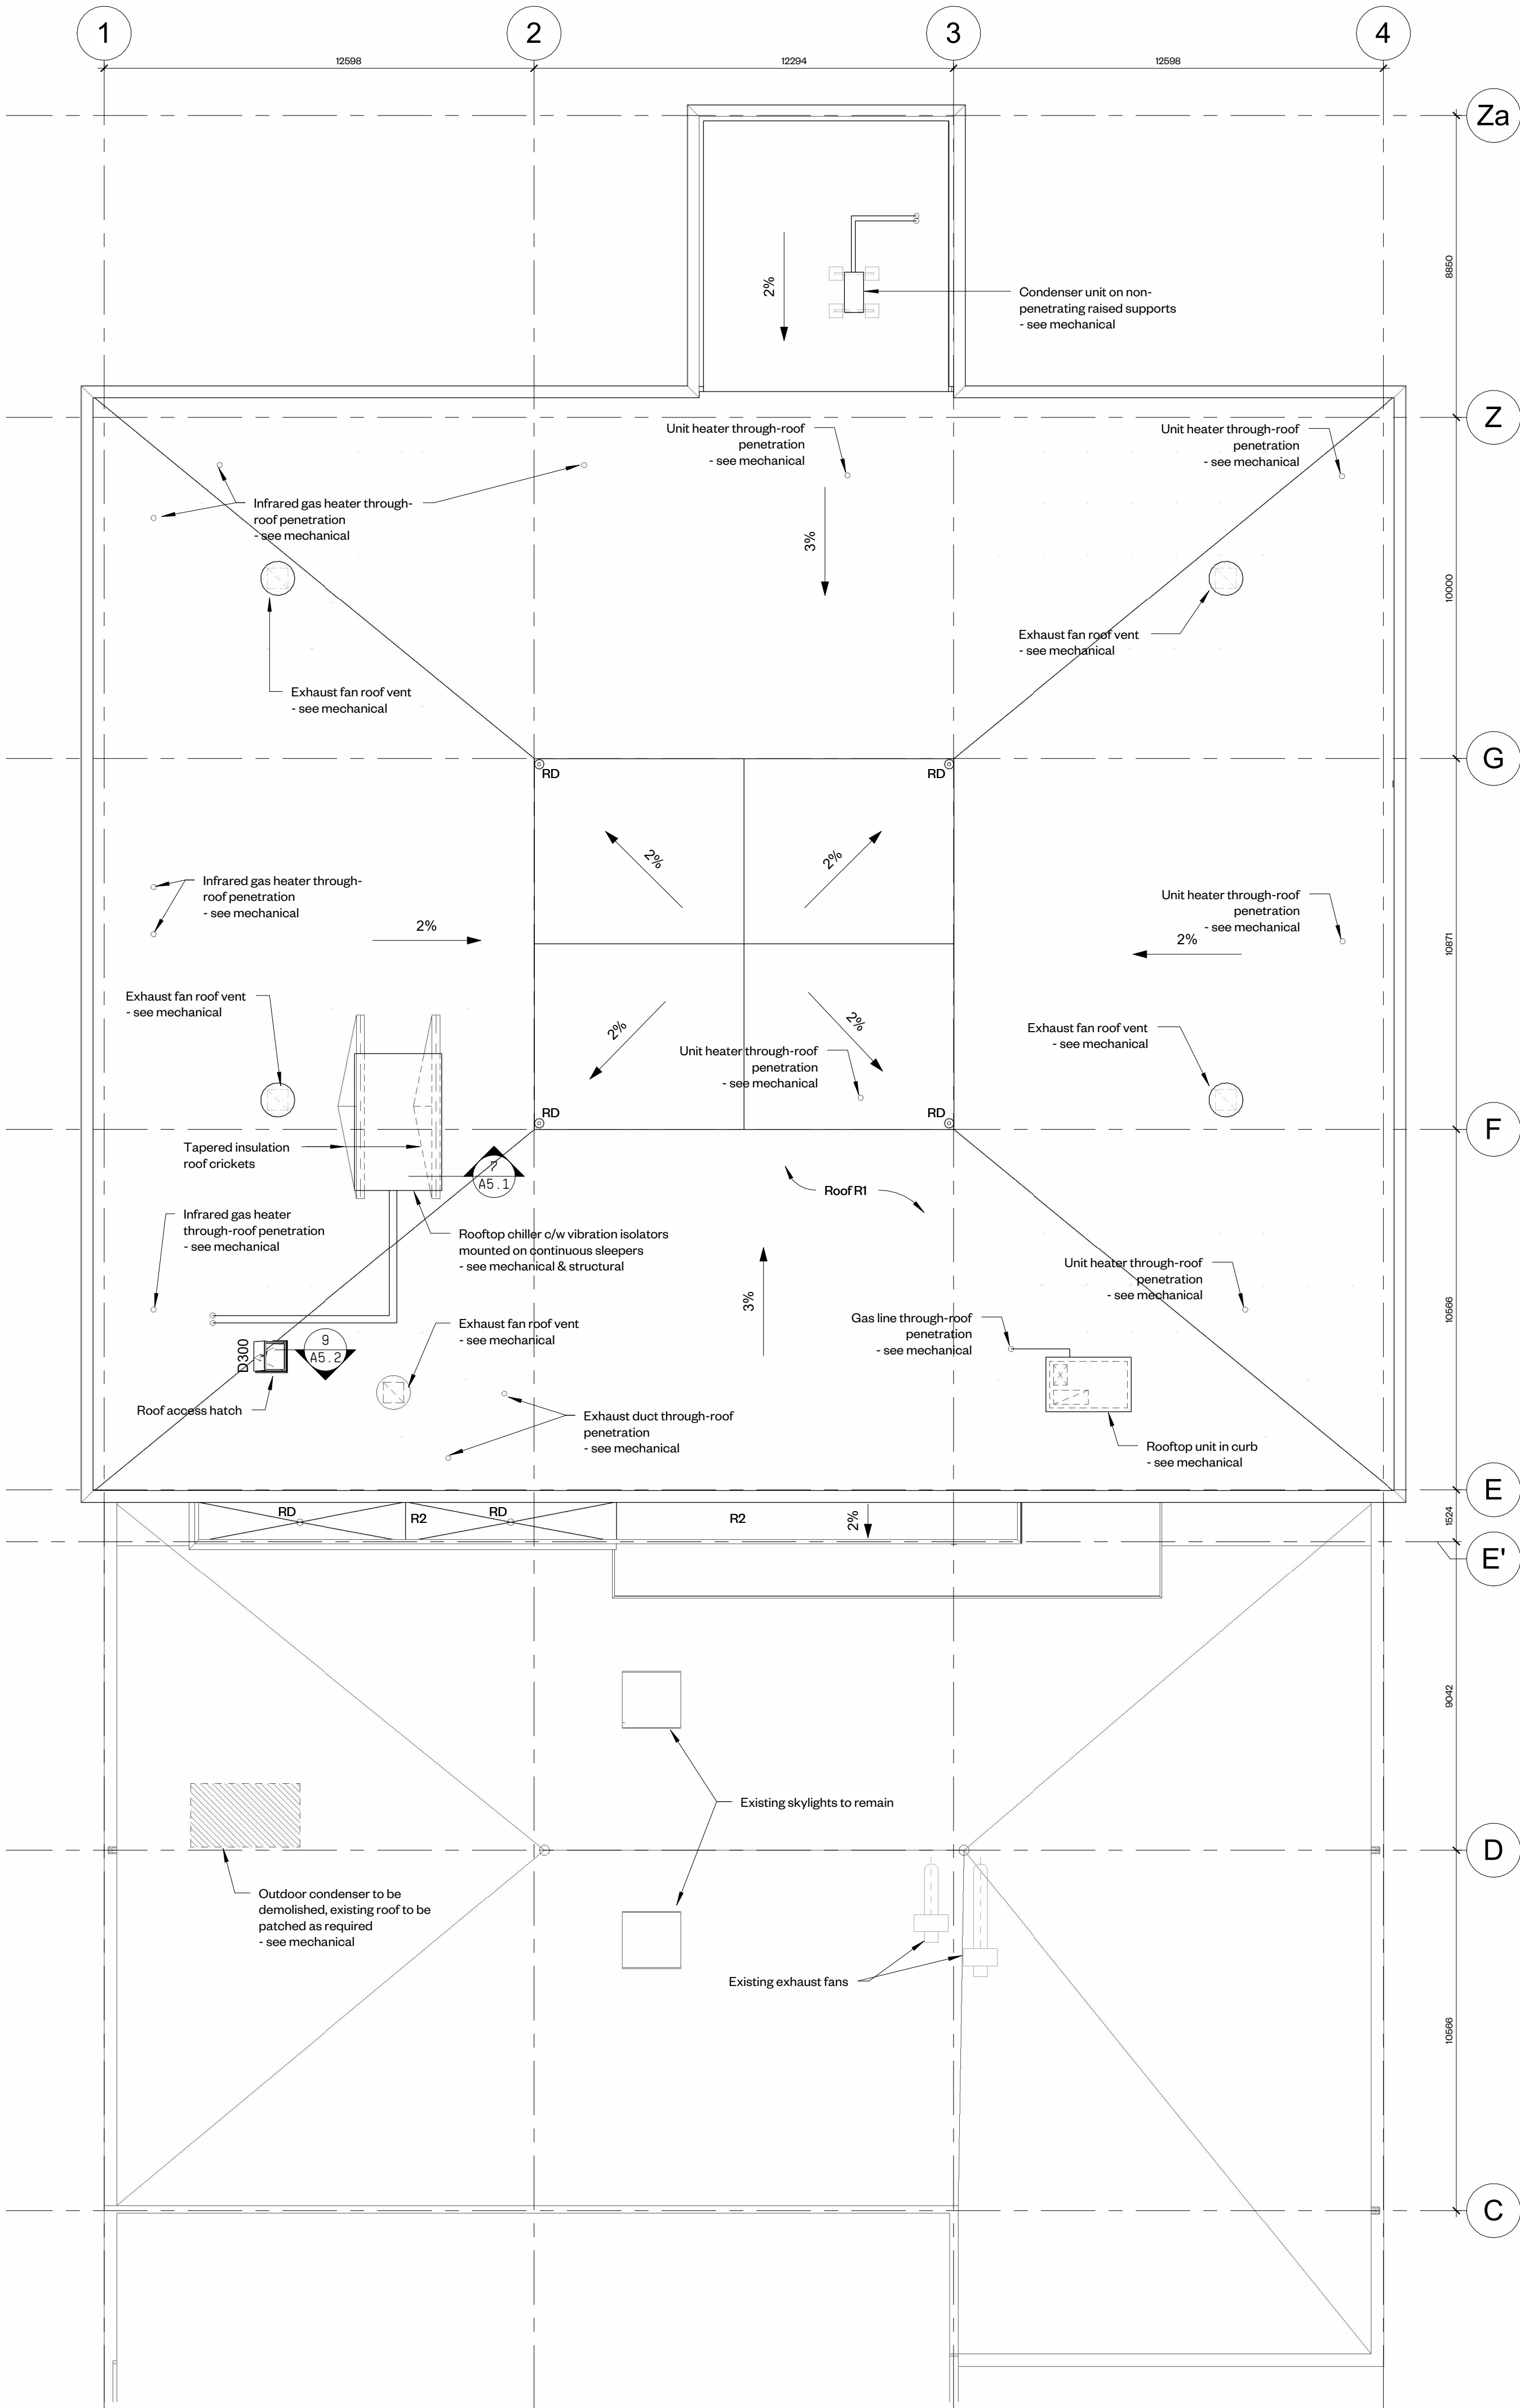 1
2
3
4
12598
12294
12598
Za
8850
2%
Condenser unit on non-
penetrating raised supports
- see mechanical
Z
Unit heater through-roof
penetration
- see mechanical
Unit heater through-roof
penetration
- see mechanical
Infrared gas heater through-
roof penetration
- see mechanical
3%
10000
Exhaust fan roof vent
- see mechanical
Exhaust fan roof vent
- see mechanical
G
RD
RD
2%
2%
Infrared gas heater through-
roof penetration
- see mechanical
2%
Unit heater through-roof
penetration
- see mechanical
2%
10871
Exhaust fan roof vent
- see mechanical
2%
2%
Unit heater through-roof
penetration
- see mechanical
Exhaust fan roof vent
- see mechanical
RD
RD
F
Tapered insulation
roof crickets
7
A5.1
Roof R1
Infrared gas heater
through-roof penetration
- see mechanical
Rooftop chiller c/w vibration isolators
mounted on continuous sleepers
- see mechanical & structural
3%
Unit heater through-roof
penetration
- see mechanical
10566
Gas line through-roof
penetration
- see mechanical
Exhaust fan roof vent
- see mechanical
D300
9
A5.2
X
Roof access hatch
Exhaust duct through-roof
penetration
- see mechanical
Rooftop unit in curb
- see mechanical
E
RD
R2
RD
R2
2%
1524
E'
9042
Existing skylights to remain
D
Outdoor condenser to be
demolished, existing roof to be
patched as required
- see mechanical
Existing exhaust fans
10566
C